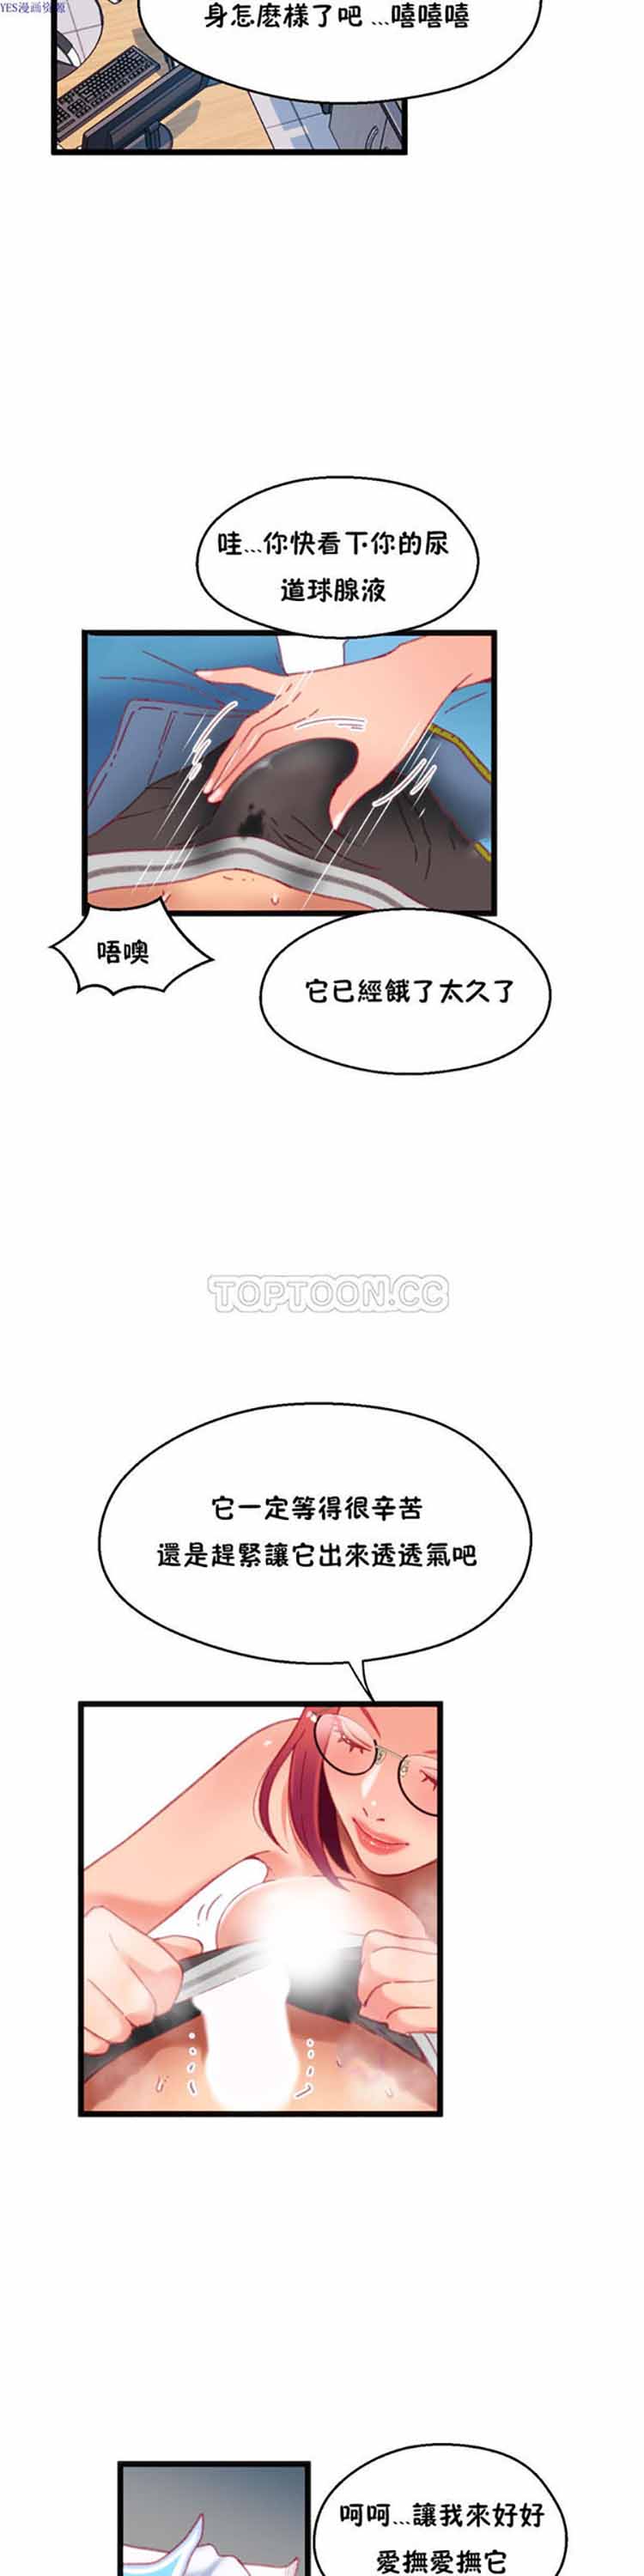 YES漫画资源
身怎麽樣了吧...嘻嘻嘻
哇...你快看下你的尿
道球腺液
唔噢
它已經餓了太久了
TOPTOON.CC
它一定等得很辛苦
還是趕緊讓它出來透透氣吧
呵呵...讓我來好好
愛撫愛撫它